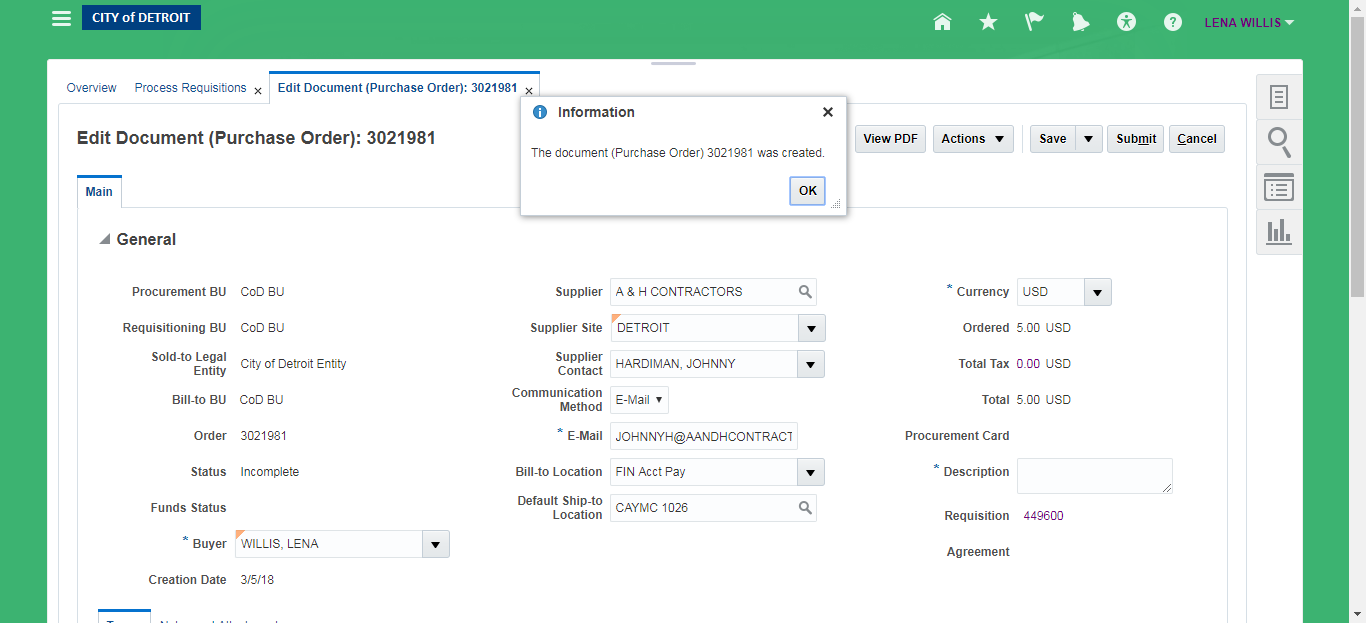 CITY of DETROIT
LENA WILLIS
Overview
Process Requisitions
Edit Document (Purchase Order): 3021981
Information
The document (Purchase Order) 3021981 was created.
OK
Edit Document (Purchase Order): 3021981
View PDF
Actions
Save
Submit
Cancel
Main
General
Procurement BU CoD BU
Requisitioning BU CoD BU
Sold-to Legal
Entity
City of Detroit Entity
Bill-to BU CoD BU
Order 3021981
Status Incomplete
Funds Status
* Buyer WILLIS, LENA
Creation Date 3/5/18
Supplier A & H CONTRACTORS
Supplier Site DETROIT
Supplier
Contact
HARDIMAN, JOHNNY
Communication
Method
E-Mail
* E-Mail JOHNNYH@AANDHCONTRACT
Bill-to Location FIN Acct Pay
Default Ship-to
Location
CAYMC 1026
* Currency USD
Ordered 5.00 USD
Total Tax 0.00 USD
Total 5.00 USD
Procurement Card
* Description
Requisition 449600
Agreement